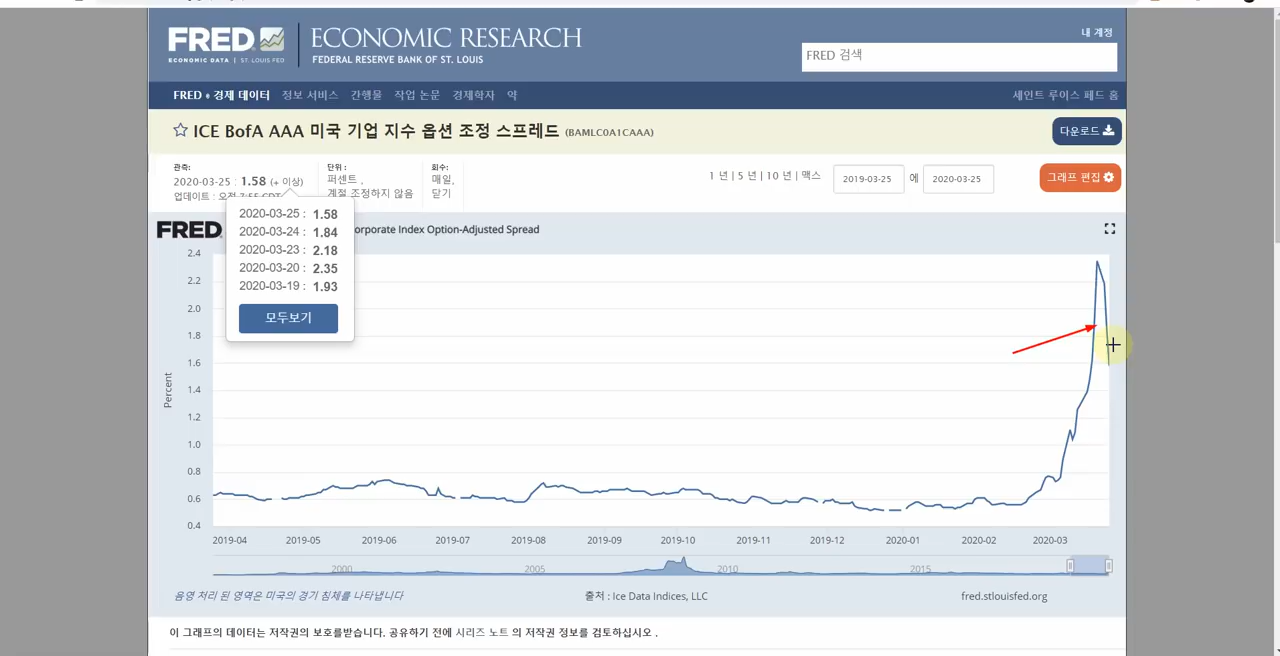 FRED
ECONOMIC DATA | ST. LOUIS FED
ECONOMIC RESEARCH
FEDERAL RESERVE BANK OF ST. LOUIS
내 계정
FRED 검색
FRED • 경제 데이터 정보 서비스 간행물 작업 논문 경제학자 약
세인트 루이스 페드 홈
ICE BofA AAA 미국 기업 지수 옵션 조정 스프레드 (BAMLC0A1CAAA)
다운로드
관측:
2020-03-25 : 1.58 (+ 이상)
업데이트 : 오전 7:55 CDT
단위 :
퍼센트,
계절 조정하지 않음
회수:
매일,
닫기
1 년 | 5 년 | 10 년 | 맥스
2019-03-25 에 2020-03-25
그래프 편집
2020-03-25 : 1.58
2020-03-24 : 1.84
2020-03-23 : 2.18
2020-03-20 : 2.35
2020-03-19 : 1.93
모두보기
FRED
orporate Index Option-Adjusted Spread
2.4
2.2
2.0
1.8
1.6
1.4
1.2
1.0
0.8
0.6
0.4
Percent
2019-04 2019-05 2019-06 2019-07 2019-08 2019-09 2019-10 2019-11 2019-12 2020-01 2020-02 2020-03
2000 2005 2010 2015
음영 처리 된 영역은 미국의 경기 침체를 나타냅니다
출처 : Ice Data Indices, LLC
fred.stlouisfed.org
이 그래프의 데이터는 저작권의 보호를받습니다. 공유하기 전에 시리즈 노트 의 저작권 정보를 검토하십시오 .